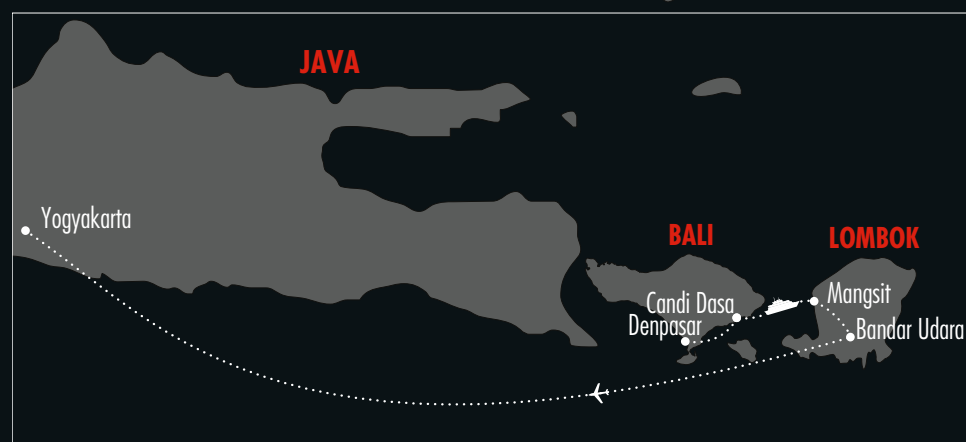 JAVA
Yogyakarta
BALI
LOMBOK
Candi Dasa
Mangsit
Denpasar
Bandar Udara